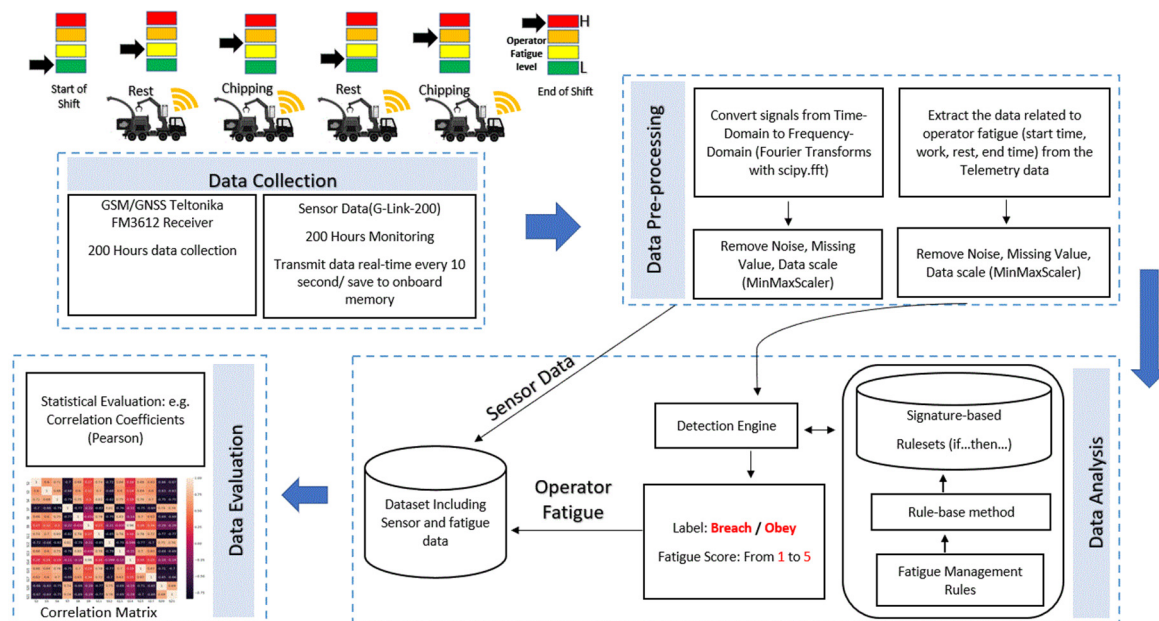 H
Operator
Fatigue
level
L
Start of
Shift
Rest
Chipping
Rest
Chipping
End of Shift
Data Collection
GSM/GNSS Teltonika
FM3612 Receiver
200 Hours data collection
Sensor Data(G-Link-200)
200 Hours Monitoring
Transmit data real-time every 10
second/ save to onboard
memory
Data Pre-processing
Convert signals from Time-
Domain to Frequency-
Domain (Fourier Transforms
with scipy.fft)
Extract the data related to
operator fatigue (start time,
work, rest, end time) from the
Telemetry data
Remove Noise, Missing
Value, Data scale
(MinMaxScaler)
Remove Noise, Missing Value,
Data scale (MinMaxScaler)
Sensor Data
Detection Engine
Signature-based
Rulesets (if...then...)
Rule-base method
Fatigue Management
Rules
Data Analysis
Label: Breach / Obey
Fatigue Score: From 1 to 5
Operator
Fatigue
Dataset Including
Sensor and fatigue
data
Data Evaluation
Statistical Evaluation: e.g.
Correlation Coefficients
(Pearson)
Correlation Matrix